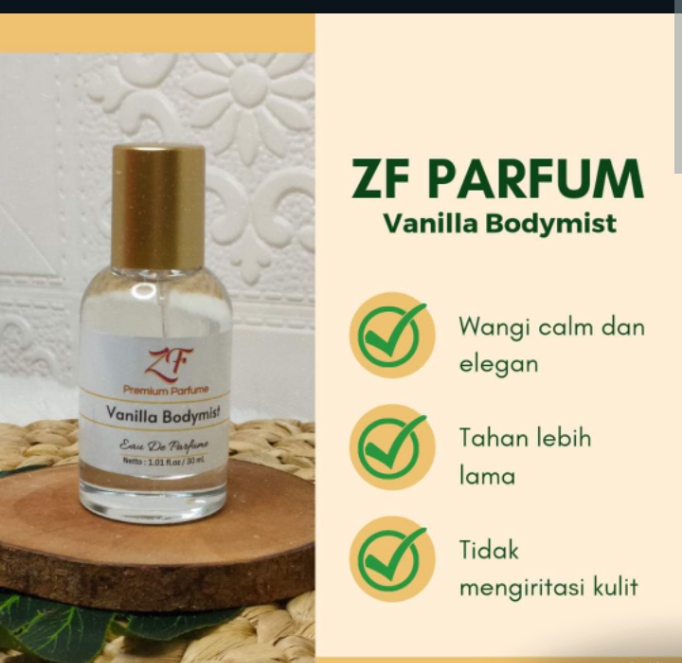 ZF
Premium Parfume
Vanilla Bodymist
Eau De Parfume
Netto : 1.01 fl.oz / 30 mL
ZF PARFUM
Vanilla Bodymist
Wangi calm dan
elegan
Tahan lebih
lama
Tidak
mengiritasi kulit